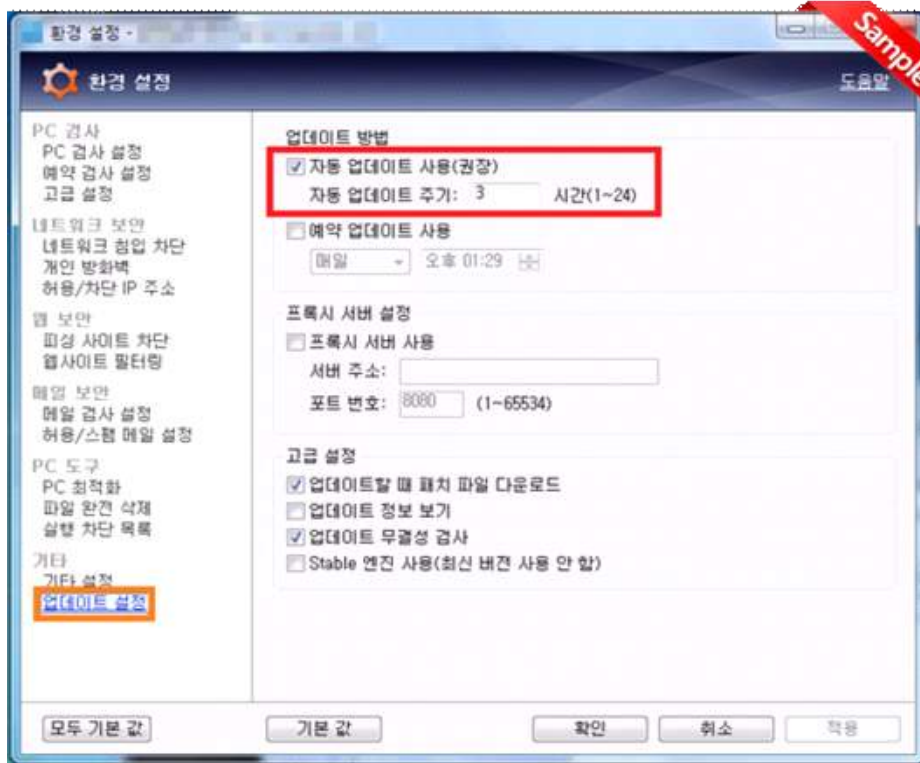 환경 설정 -
Sample
환경 설정
도움말
PC 검사
PC 검사 설정
예약 검사 설정
고급 설정
네트워크 보안
네트워크 침입 차단
개인 방화벽
허용/차단 IP 주소
웹 보안
피싱 사이트 차단
웹사이트 필터링
메일 보안
메일 검사 설정
허용/스팸 메일 설정
PC 도구
PC 최적화
파일 완전 삭제
실행 차단 목록
기타
기타 설정
업데이트 설정
업데이트 방법
자동 업데이트 사용(권장)
자동 업데이트 주기: 3 시간(1~24)
예약 업데이트 사용
매일 오후 01:29
프록시 서버 설정
프록시 서버 사용
서버 주소:
포트 번호: 8080 (1~65534)
고급 설정
업데이트할 때 패치 파일 다운로드
업데이트 정보 보기
업데이트 무결성 검사
Stable 엔진 사용(최신 버전 사용 안 함)
모두 기본 값
기본 값
확인
취소
적용